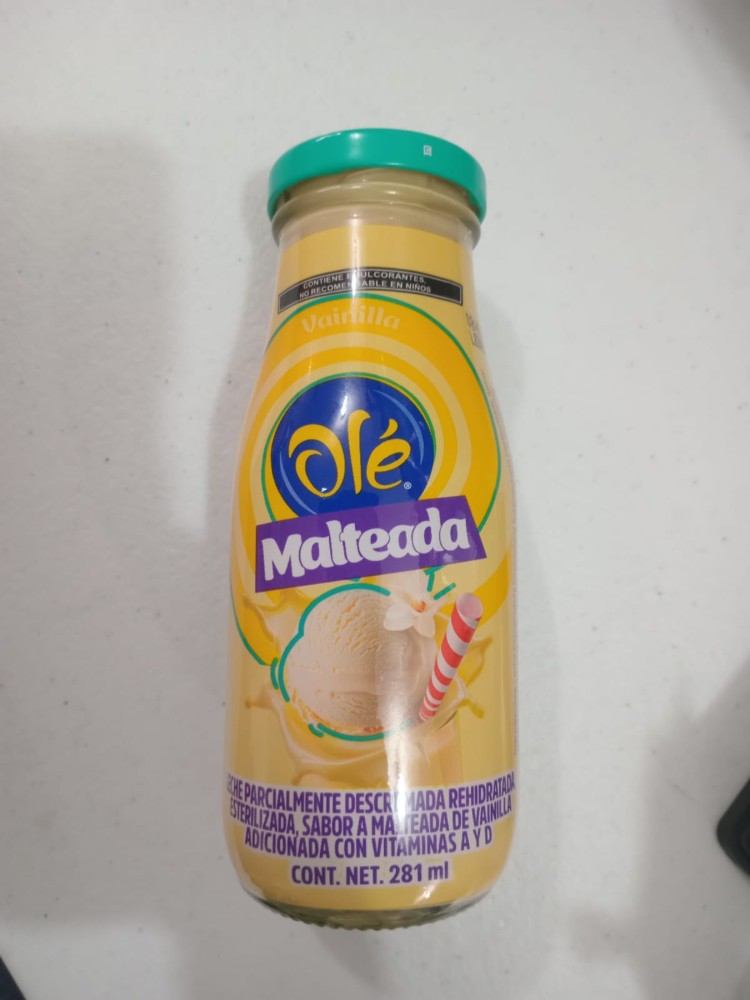 CONTIENE EDULCORANTES,
NO RECOMENDABLE EN NIÑOS
Vainilla
Olé®
Malteada
LECHE PARCIALMENTE DESCREMADA REHIDRATADA
ESTERILIZADA, SABOR A MALTEADA DE VAINILLA
ADICIONADA CON VITAMINAS A Y D
CONT. NET. 281 ml